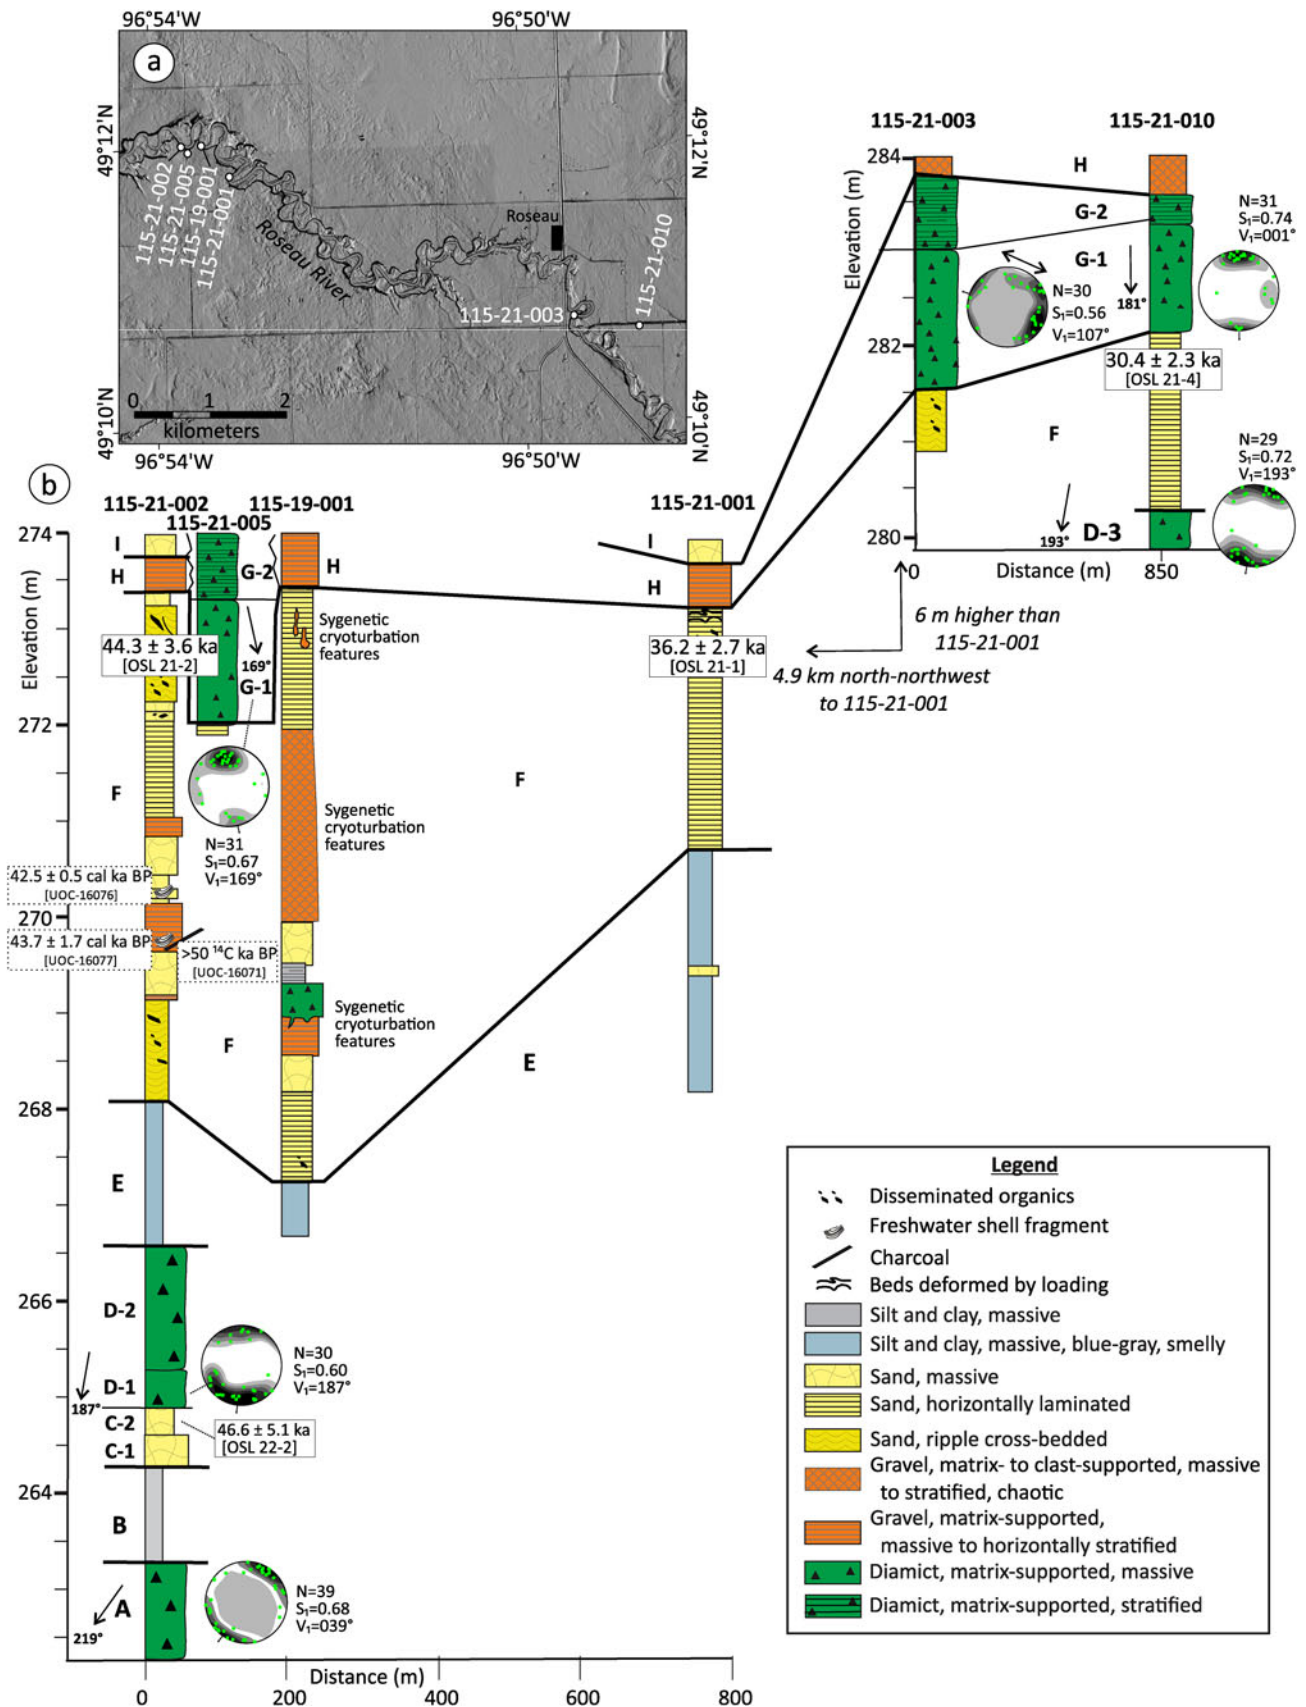 96°54'W
96°50'W
a
49°12'N
49°12'N
115-21-002
115-21-005
115-19-001
115-21-001
Roseau River
Roseau
115-21-010
115-21-003
0
1
2
kilometers
49°10'N
49°10'N
96°54'W
96°50'W
115-21-003
115-21-010
284
H
G-2
G-1
N=31
S₁=0.74
V₁=001°
Elevation (m)
N=30
S₁=0.56
V₁=107°
181°
282
30.4 ± 2.3 ka
[OSL 21-4]
F
N=29
S₁=0.72
V₁=193°
280
193°
D-3
0
Distance (m)
850
6 m higher than
115-21-001
4.9 km north-northwest
to 115-21-001
b
115-21-002
115-21-005
115-19-001
115-21-001
274
I
H
G-2
H
I
H
Elevation (m)
Sygenetic
cryoturbation
features
44.3 ± 3.6 ka
[OSL 21-2]
169°
G-1
36.2 ± 2.7 ka
[OSL 21-1]
272
F
F
Sygenetic
cryoturbation
features
N=31
S₁=0.67
V₁=169°
42.5 ± 0.5 cal ka BP
[UOC-16076]
270
43.7 ± 1.7 cal ka BP
[UOC-16077]
>50 ¹⁴C ka BP
[UOC-16071]
Sygenetic
cryoturbation
features
F
E
268
E
266
D-2
D-1
187°
N=30
S₁=0.60
V₁=187°
C-2
C-1
46.6 ± 5.1 ka
[OSL 22-2]
264
B
A
219°
N=39
S₁=0.68
V₁=039°
0
200
400
600
800
Distance (m)
Legend
Disseminated organics
Freshwater shell fragment
Charcoal
Beds deformed by loading
Silt and clay, massive
Silt and clay, massive, blue-gray, smelly
Sand, massive
Sand, horizontally laminated
Sand, ripple cross-bedded
Gravel, matrix- to clast-supported, massive
to stratified, chaotic
Gravel, matrix-supported,
massive to horizontally stratified
Diamict, matrix-supported, massive
Diamict, matrix-supported, stratified